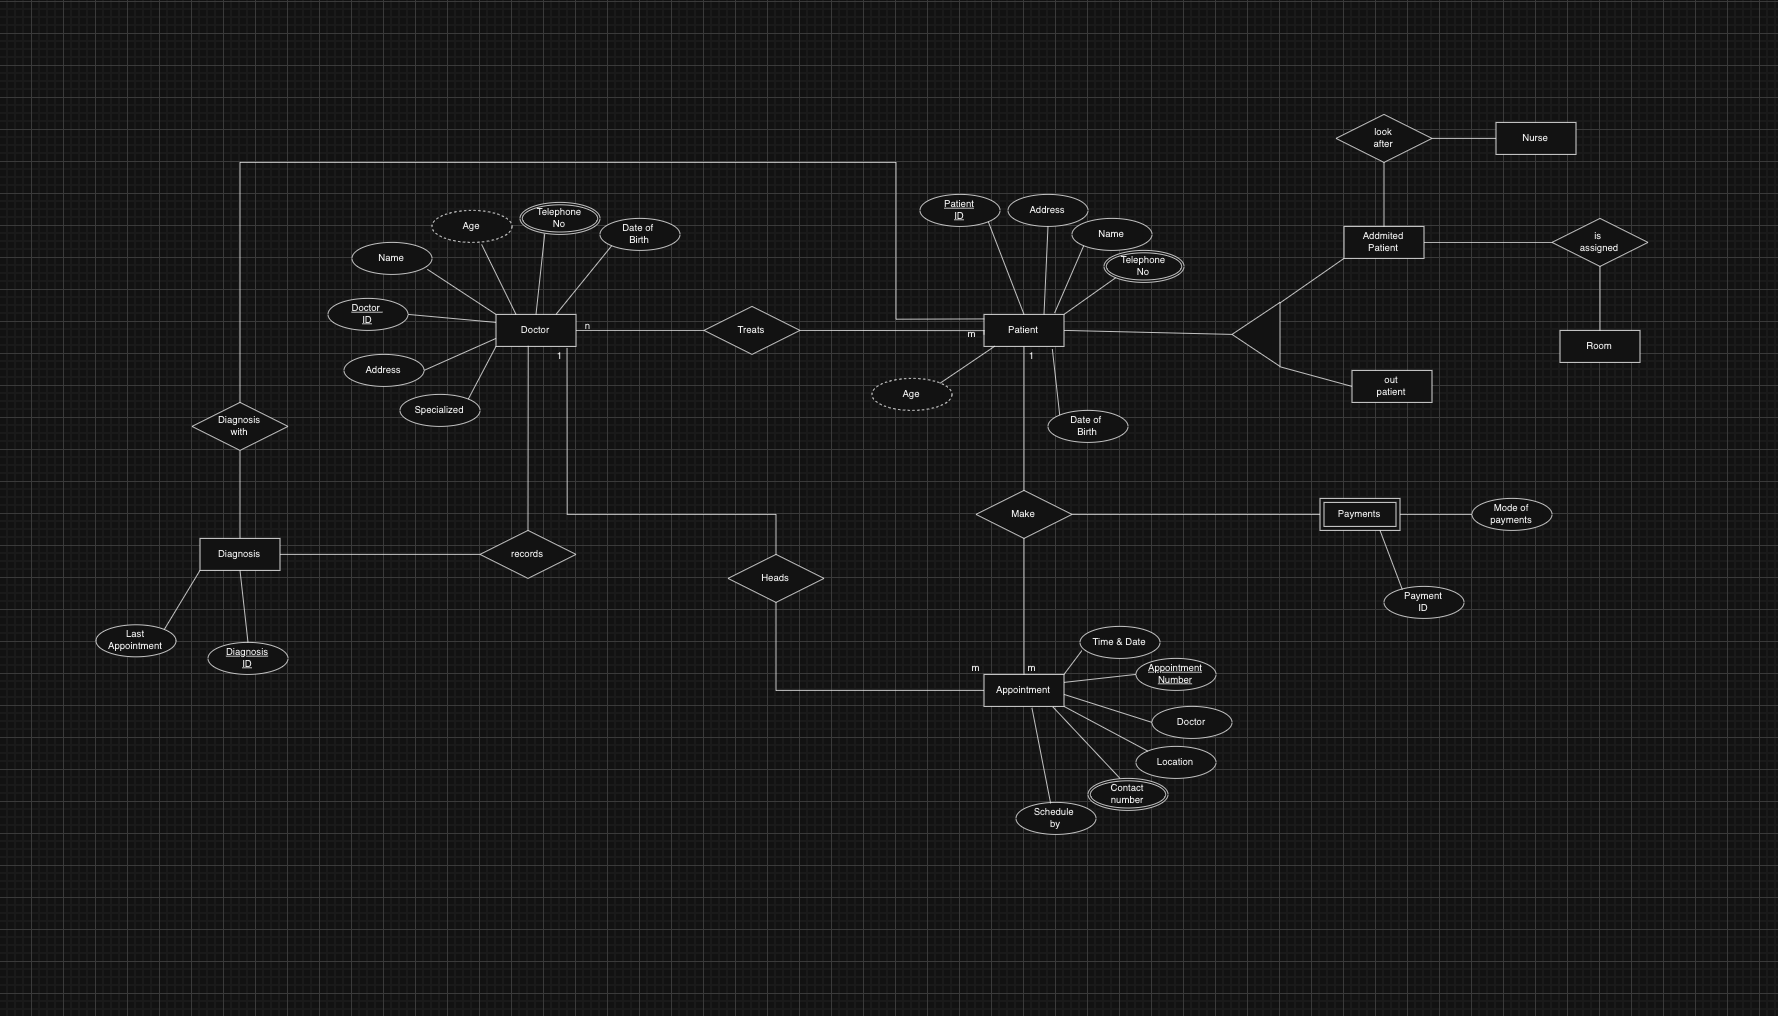 look
after
Nurse
Patient
ID
Address
Telephone
No
Age
Date of
Birth
Name
Addmited
Patient
is
assigned
Name
Telephone
No
Doctor
ID
n
Doctor
Treats
m
Patient
1
1
Room
Address
Age
out
patient
Specialized
Date of
Birth
Diagnosis
with
Make
Payments
Mode of
payments
Diagnosis
records
Heads
Payment
ID
Last
Appointment
Diagnosis
ID
Time & Date
m
m
Appointment
Number
Appointment
Doctor
Location
Contact
number
Schedule
by